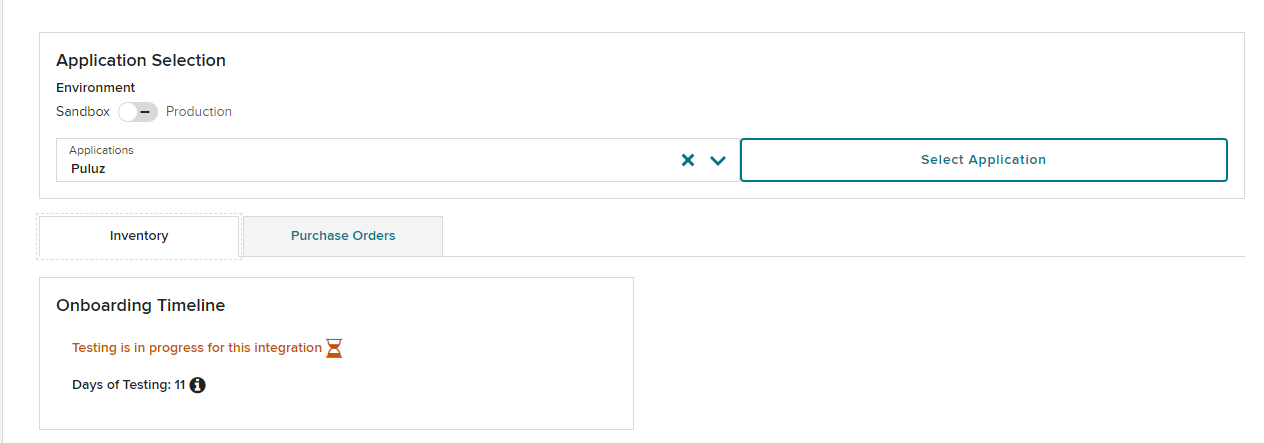 Application Selection
Environment
Sandbox Production
Applications
Puluz
Select Application
Inventory
Purchase Orders
Onboarding Timeline
Testing is in progress for this integration
Days of Testing: 11